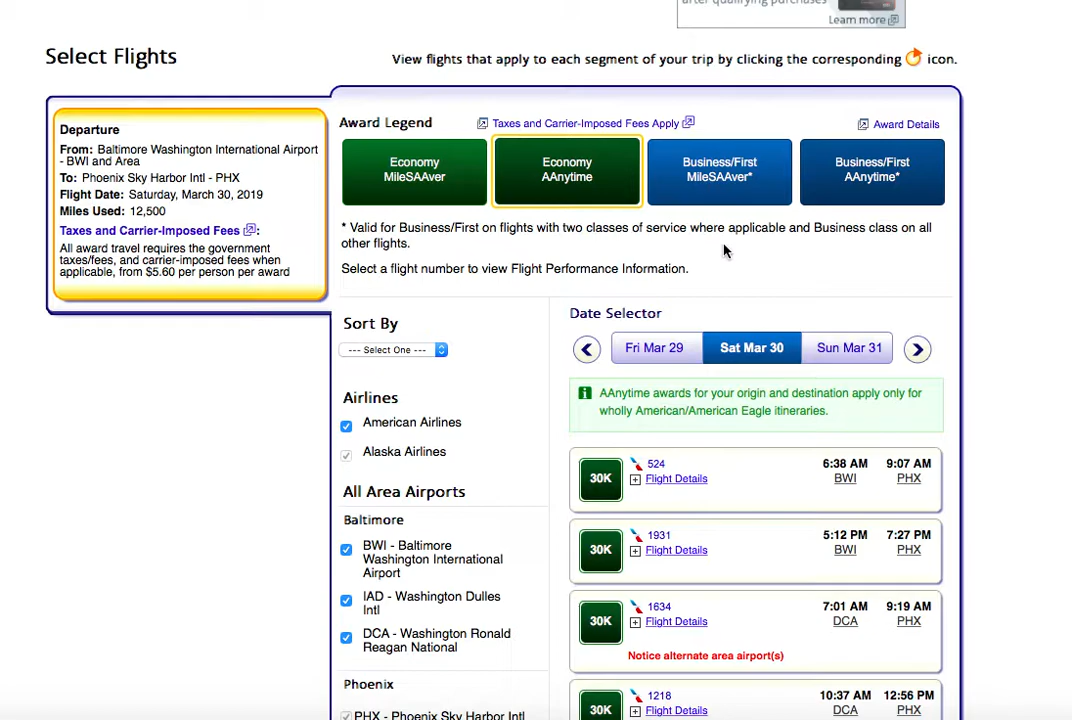 after qualifying purchases
Learn more
Select Flights
View flights that apply to each segment of your trip by clicking the corresponding icon.
Departure
From: Baltimore Washington International Airport
- BWI and Area
To: Phoenix Sky Harbor Intl - PHX
Flight Date: Saturday, March 30, 2019
Miles Used: 12,500
Taxes and Carrier-Imposed Fees :
All award travel requires the government
taxes/fees, and carrier-imposed fees when
applicable, from $5.60 per person per award
Award Legend
Taxes and Carrier-Imposed Fees Apply
Award Details
Economy
MileSAAver
Economy
AAnytime
Business/First
MileSAAver*
Business/First
AAnytime*
* Valid for Business/First on flights with two classes of service where applicable and Business class on all
other flights.
Select a flight number to view Flight Performance Information.
Sort By
--- Select One ---
Airlines
American Airlines
Alaska Airlines
All Area Airports
Baltimore
BWI - Baltimore
Washington International
Airport
IAD - Washington Dulles
Intl
DCA - Washington Ronald
Reagan National
Phoenix
PHX - Phoenix Sky Harbor Intl
Date Selector
Fri Mar 29
Sat Mar 30
Sun Mar 31
AAnytime awards for your origin and destination apply only for
wholly American/American Eagle itineraries.
30K
524
Flight Details
6:38 AM
BWI
9:07 AM
PHX
30K
1931
Flight Details
5:12 PM
BWI
7:27 PM
PHX
30K
1634
Flight Details
7:01 AM
DCA
9:19 AM
PHX
Notice alternate area airport(s)
30K
1218
Flight Details
10:37 AM
DCA
12:56 PM
PHX